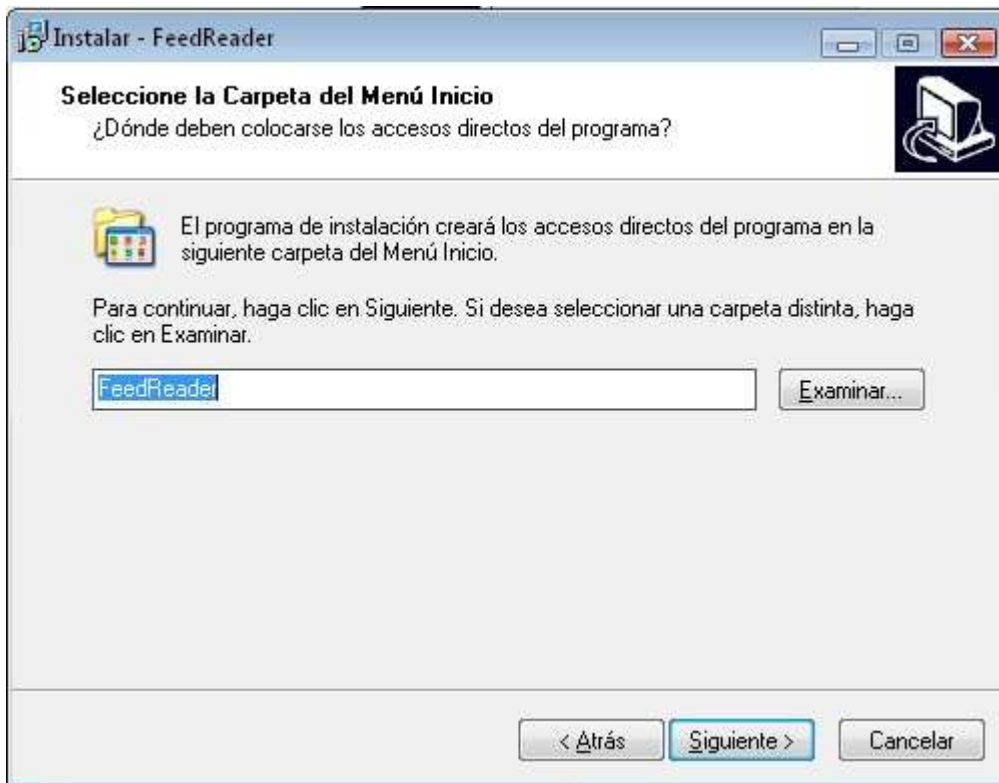 Instalar - FeedReader
Seleccione la Carpeta del Menú Inicio
¿Dónde deben colocarse los accesos directos del programa?
El programa de instalación creará los accesos directos del programa en la
siguiente carpeta del Menú Inicio.
Para continuar, haga clic en Siguiente. Si desea seleccionar una carpeta distinta, haga
clic en Examinar.
FeedReader
Examinar...
< Atrás
Siguiente >
Cancelar